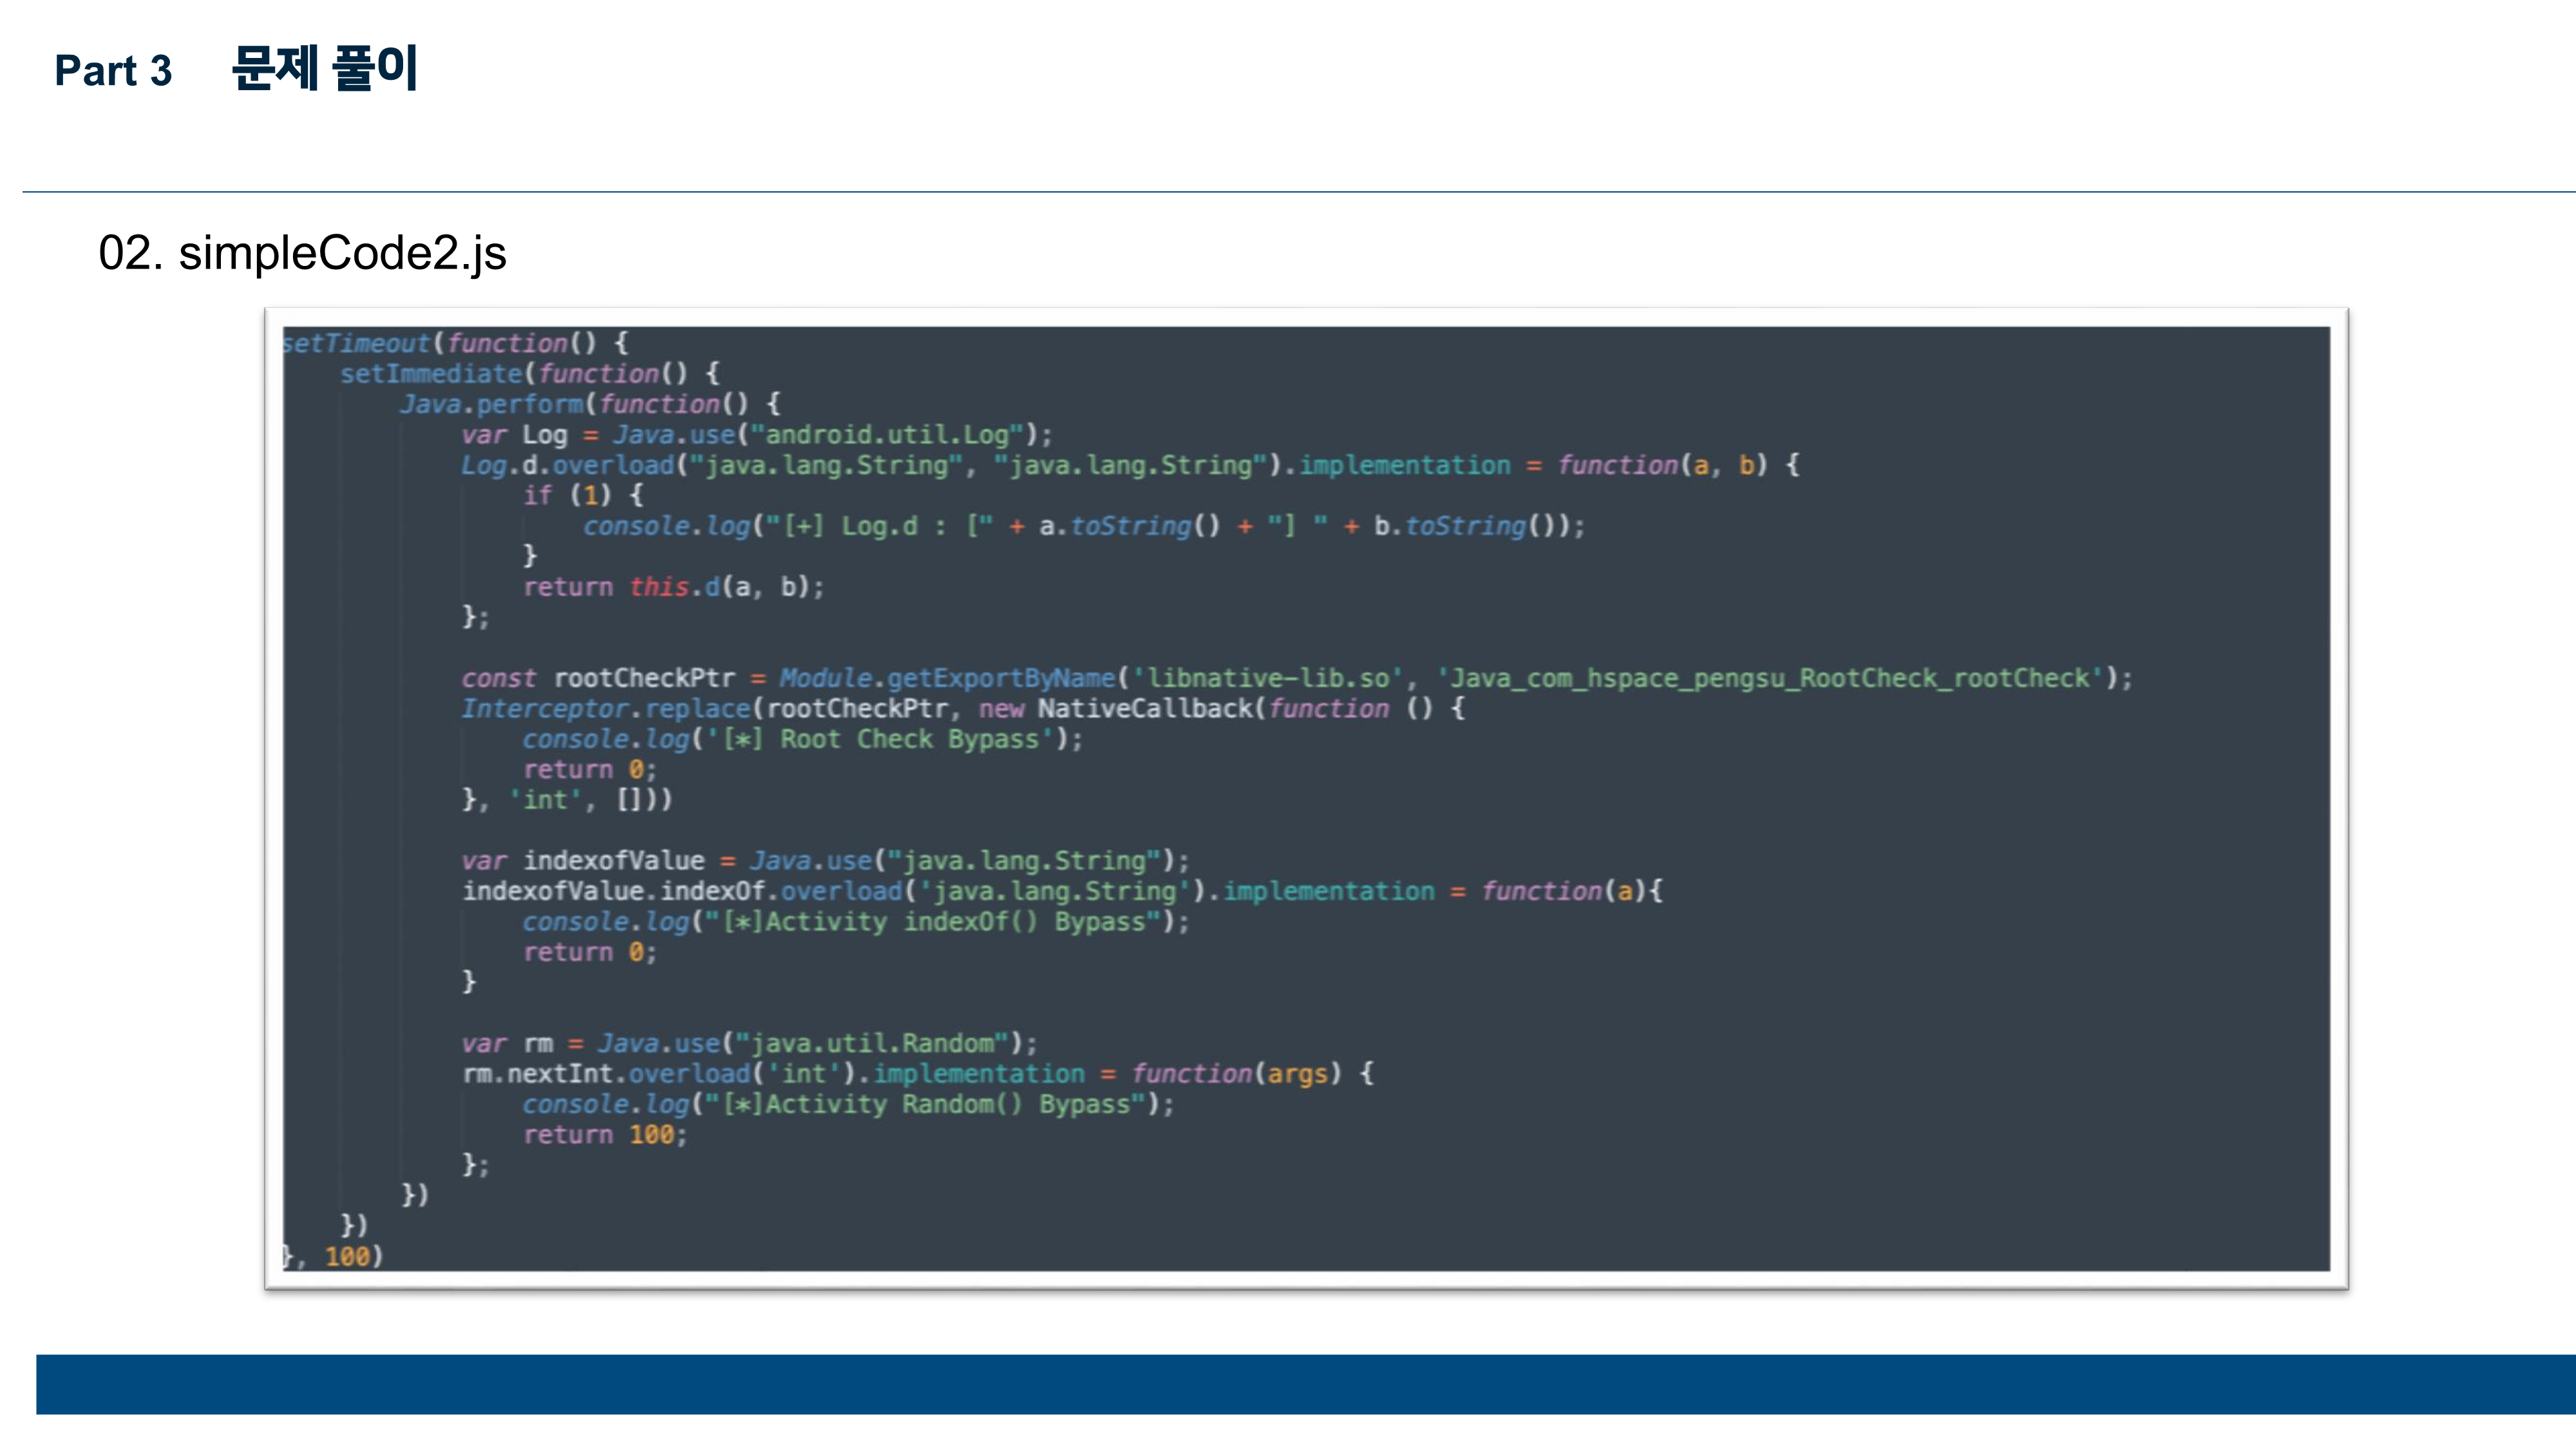 Part 3 문제 풀이
02. simpleCode2.js
setTimeout(function() {
    setImmediate(function() {
        Java.perform(function() {
            var Log = Java.use("android.util.Log");
            Log.d.overload("java.lang.String", "java.lang.String").implementation = function(a, b) {
                if (1) {
                    console.log("[+] Log.d : [" + a.toString() + "] " + b.toString());
                }
                return this.d(a, b);
            };

            const rootCheckPtr = Module.getExportByName('libnative-lib.so', 'Java_com_hspace_pengsu_RootCheck_rootCheck');
            Interceptor.replace(rootCheckPtr, new NativeCallback(function () {
                console.log('[*] Root Check Bypass');
                return 0;
            }, 'int', []))

            var indexofValue = Java.use("java.lang.String");
            indexofValue.indexOf.overload('java.lang.String').implementation = function(a){
                console.log("[*]Activity indexOf() Bypass");
                return 0;
            }

            var rm = Java.use("java.util.Random");
            rm.nextInt.overload('int').implementation = function(args) {
                console.log("[*]Activity Random() Bypass");
                return 100;
            };
        })
    })
}, 100)